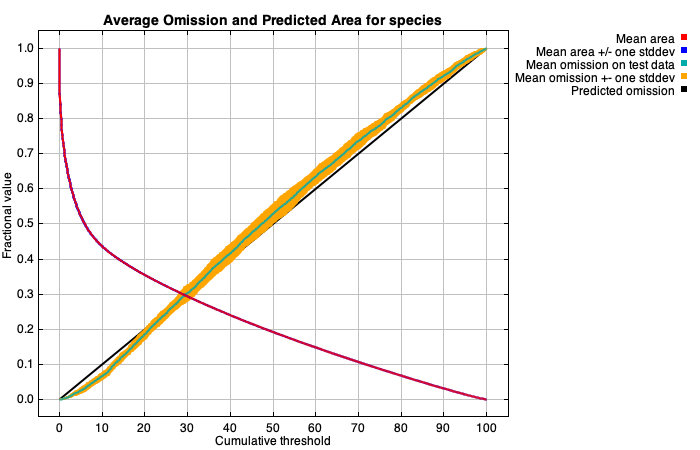 Average Omission and Predicted Area for species
Mean area
Mean area +/- one stddev
Mean omission on test data
Mean omission +- one stddev
Predicted omission
Fractional value
1.0
0.9
0.8
0.7
0.6
0.5
0.4
0.3
0.2
0.1
0.0
0 10 20 30 40 50 60 70 80 90 100
Cumulative threshold